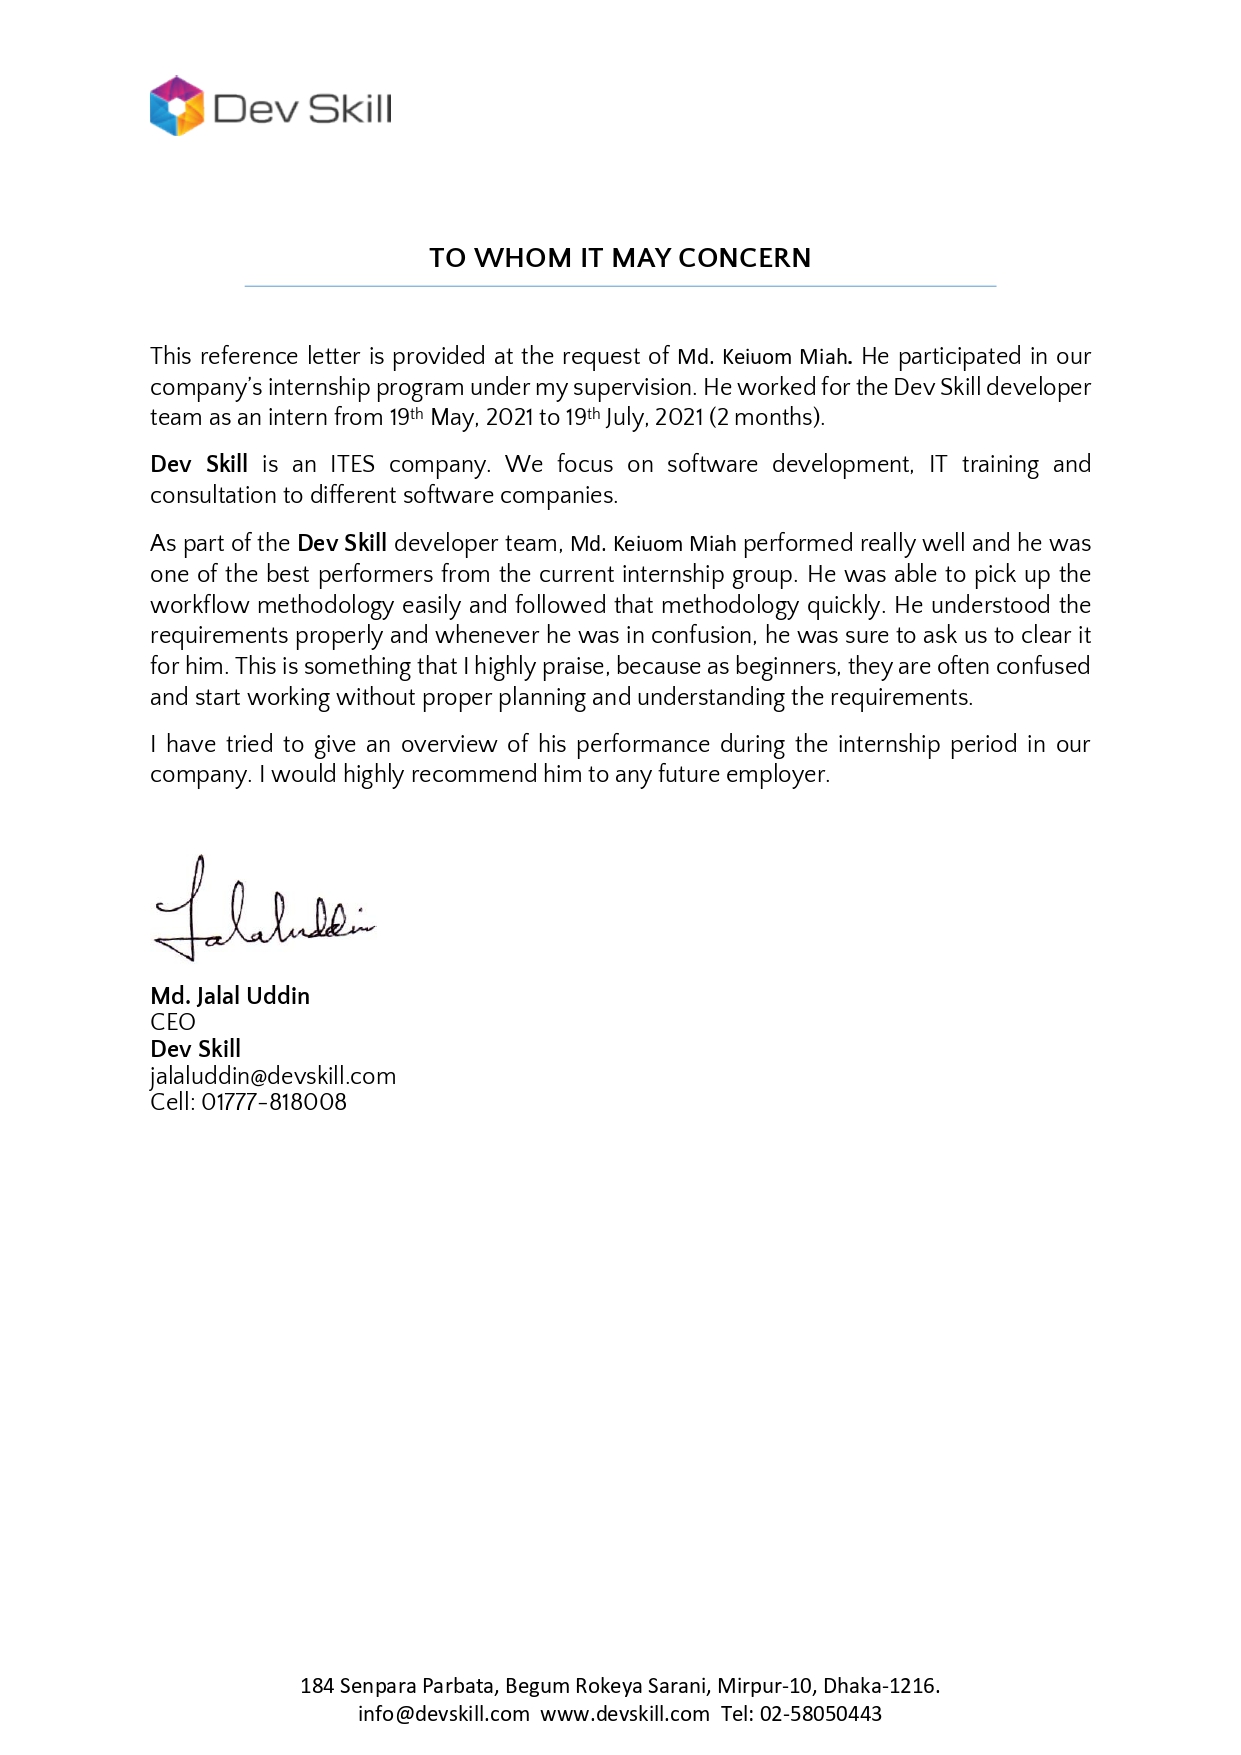 Dev Skill
TO WHOM IT MAY CONCERN
This reference letter is provided at the request of Md. Keiuom Miah. He participated in our
company's internship program under my supervision. He worked for the Dev Skill developer
team as an intern from 19th May, 2021 to 19th July, 2021 (2 months).
Dev Skill is an ITES company. We focus on software development, IT training and
consultation to different software companies.
As part of the Dev Skill developer team, Md. Keiuom Miah performed really well and he was
one of the best performers from the current internship group. He was able to pick up the
workflow methodology easily and followed that methodology quickly. He understood the
requirements properly and whenever he was in confusion, he was sure to ask us to clear it
for him. This is something that I highly praise, because as beginners, they are often confused
and start working without proper planning and understanding the requirements.
I have tried to give an overview of his performance during the internship period in our
company. I would highly recommend him to any future employer.
Jalaluddin
Md. Jalal Uddin
CEO
Dev Skill
jalaluddin@devskill.com
Cell: 01777-818008
184 Senpara Parbata, Begum Rokeya Sarani, Mirpur-10, Dhaka-1216.
info@devskill.com www.devskill.com Tel: 02-58050443